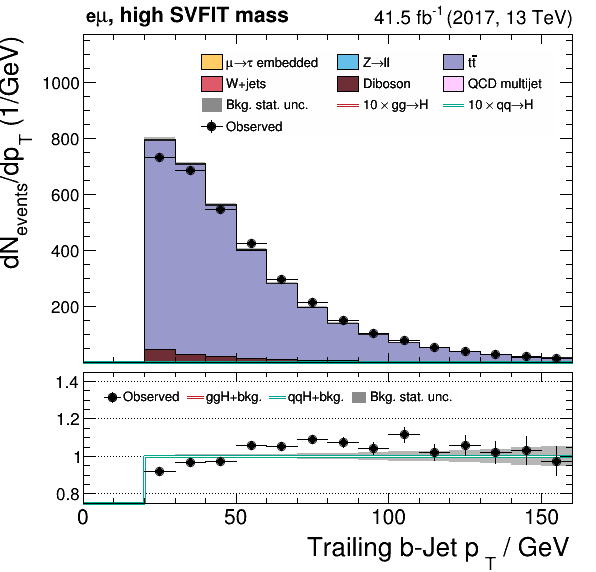 eμ, high SVFIT mass 41.5 fb⁻¹ (2017, 13 TeV)
dN_events/dp_T (1/GeV)
1000
800
600
400
200
μ→τ embedded Z→ll tt̄
W+jets Diboson QCD multijet
Bkg. stat. unc. 10 × gg→H 10 × qq→H
Observed
1.4
1.2
1
0.8
Observed ggH+bkg. qqH+bkg. Bkg. stat. unc.
0 50 100 150
Trailing b-Jet p_T / GeV